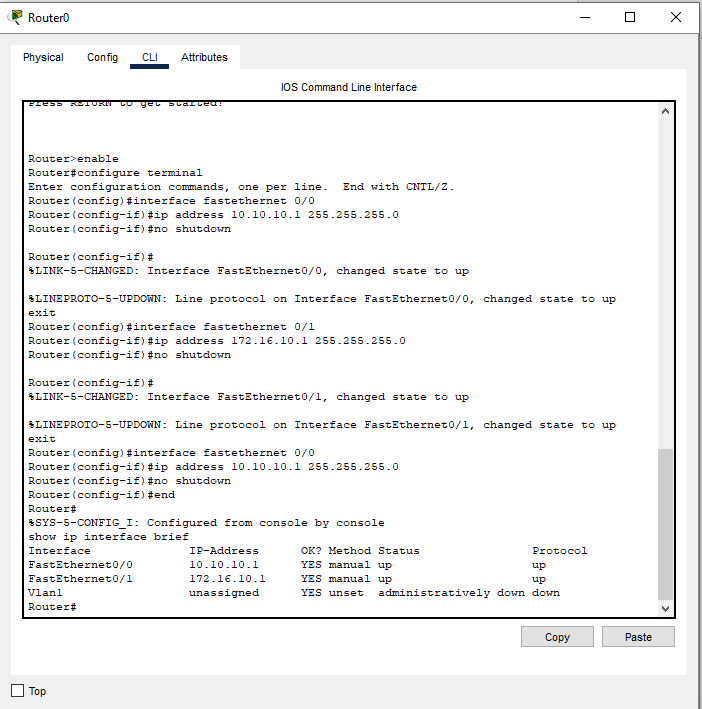 Router0
Physical Config CLI Attributes
IOS Command Line Interface
Press RETURN to get started!
Router>enable
Router#configure terminal
Enter configuration commands, one per line.  End with CNTL/Z.
Router(config)#interface fastethernet 0/0
Router(config-if)#ip address 10.10.10.1 255.255.255.0
Router(config-if)#no shutdown
Router(config-if)#
%LINK-5-CHANGED: Interface FastEthernet0/0, changed state to up
%LINEPROTO-5-UPDOWN: Line protocol on Interface FastEthernet0/0, changed state to up
exit
Router(config)#interface fastethernet 0/1
Router(config-if)#ip address 172.16.10.1 255.255.255.0
Router(config-if)#no shutdown
Router(config-if)#
%LINK-5-CHANGED: Interface FastEthernet0/1, changed state to up
%LINEPROTO-5-UPDOWN: Line protocol on Interface FastEthernet0/1, changed state to up
exit
Router(config)#interface fastethernet 0/0
Router(config-if)#ip address 10.10.10.1 255.255.255.0
Router(config-if)#no shutdown
Router(config-if)#end
Router#
%SYS-5-CONFIG_I: Configured from console by console
show ip interface brief
Interface              IP-Address      OK? Method Status                Protocol
FastEthernet0/0        10.10.10.1      YES manual up                    up
FastEthernet0/1        172.16.10.1     YES manual up                    up
Vlan1                  unassigned      YES unset  administratively down down
Router#
Copy Paste
Top